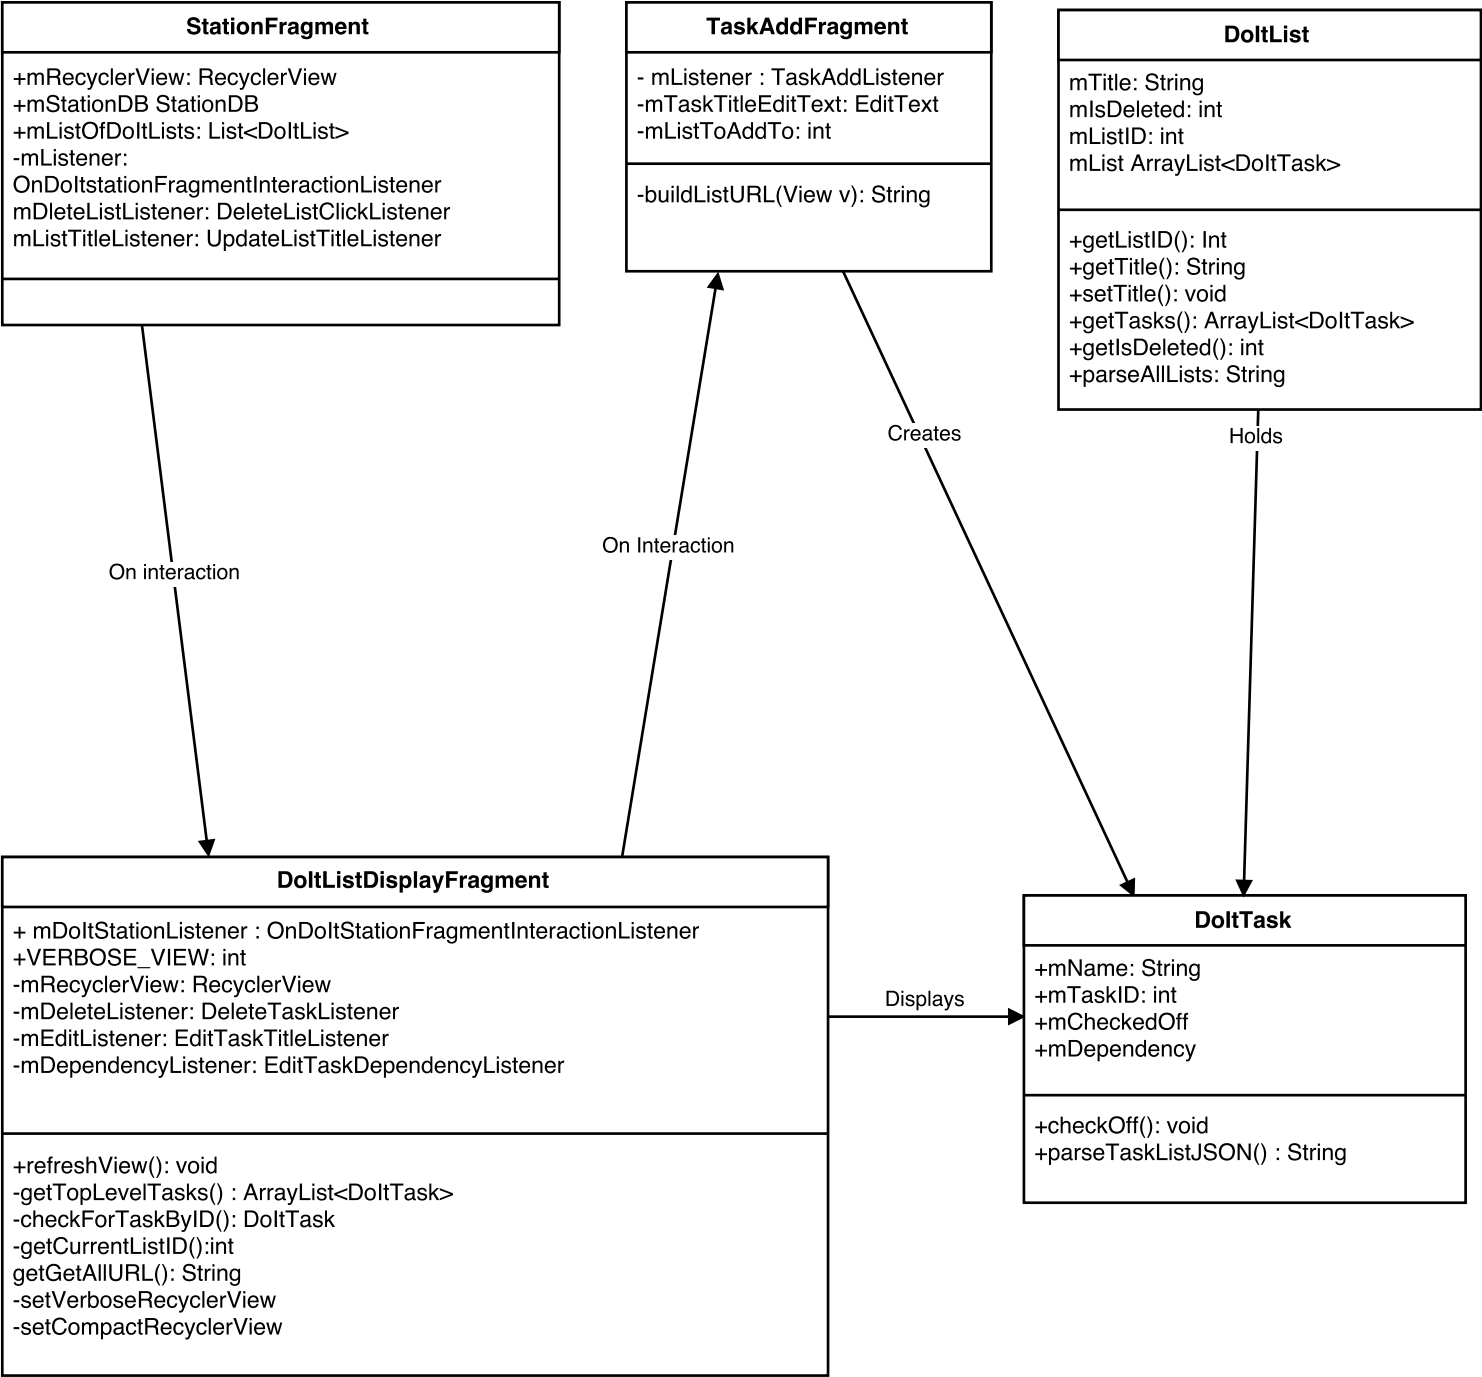 StationFragment
+mRecyclerView: RecyclerView
+mStationDB StationDB
+mListOfDoItLists: List<DoItList>
-mListener:
OnDoItstationFragmentInteractionListener
mDleteListListener: DeleteListClickListener
mListTitleListener: UpdateListTitleListener
TaskAddFragment
- mListener : TaskAddListener
-mTaskTitleEditText: EditText
-mListToAddTo: int
-buildListURL(View v): String
DoItList
mTitle: String
mIsDeleted: int
mListID: int
mList ArrayList<DoItTask>
+getListID(): Int
+getTitle(): String
+setTitle(): void
+getTasks(): ArrayList<DoItTask>
+getIsDeleted(): int
+parseAllLists: String
Creates
Holds
On Interaction
On interaction
DoItListDisplayFragment
+ mDoItStationListener : OnDoItStationFragmentInteractionListener
+VERBOSE_VIEW: int
-mRecyclerView: RecyclerView
-mDeleteListener: DeleteTaskListener
-mEditListener: EditTaskTitleListener
-mDependencyListener: EditTaskDependencyListener
+refreshView(): void
-getTopLevelTasks() : ArrayList<DoItTask>
-checkForTaskByID(): DoItTask
-getCurrentListID():int
getGetAllURL(): String
-setVerboseRecyclerView
-setCompactRecyclerView
Displays
DoItTask
+mName: String
+mTaskID: int
+mCheckedOff
+mDependency
+checkOff(): void
+parseTaskListJSON() : String